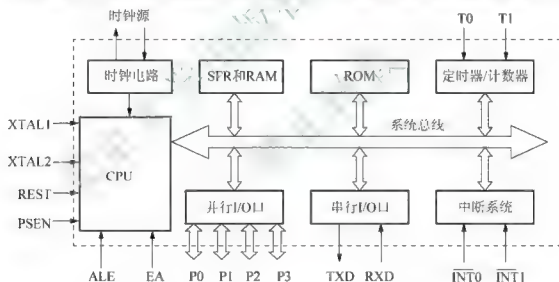 时钟源
T0 T1
时钟电路
SFR和RAM
ROM
定时器/计数器
XTAL1
系统总线
XTAL2
CPU
REST
PSEN
并行I/O口
串行I/O口
中断系统
ALE
EA
P0 P1 P2 P3
TXD RXD
INT0 INT1